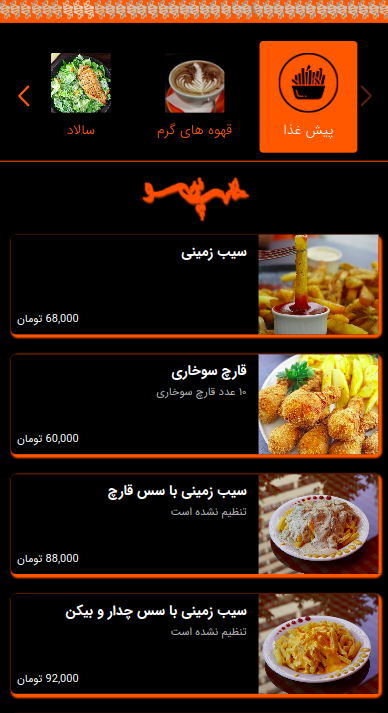 پیش غذا
قهوه های گرم
سالاد
سیب زمینی
68,000 تومان
قارچ سوخاری
۱۰ عدد قارچ سوخاری
60,000 تومان
سیب زمینی با سس قارچ
تنظیم نشده است
88,000 تومان
سیب زمینی با سس چدار و بیکن
تنظیم نشده است
92,000 تومان